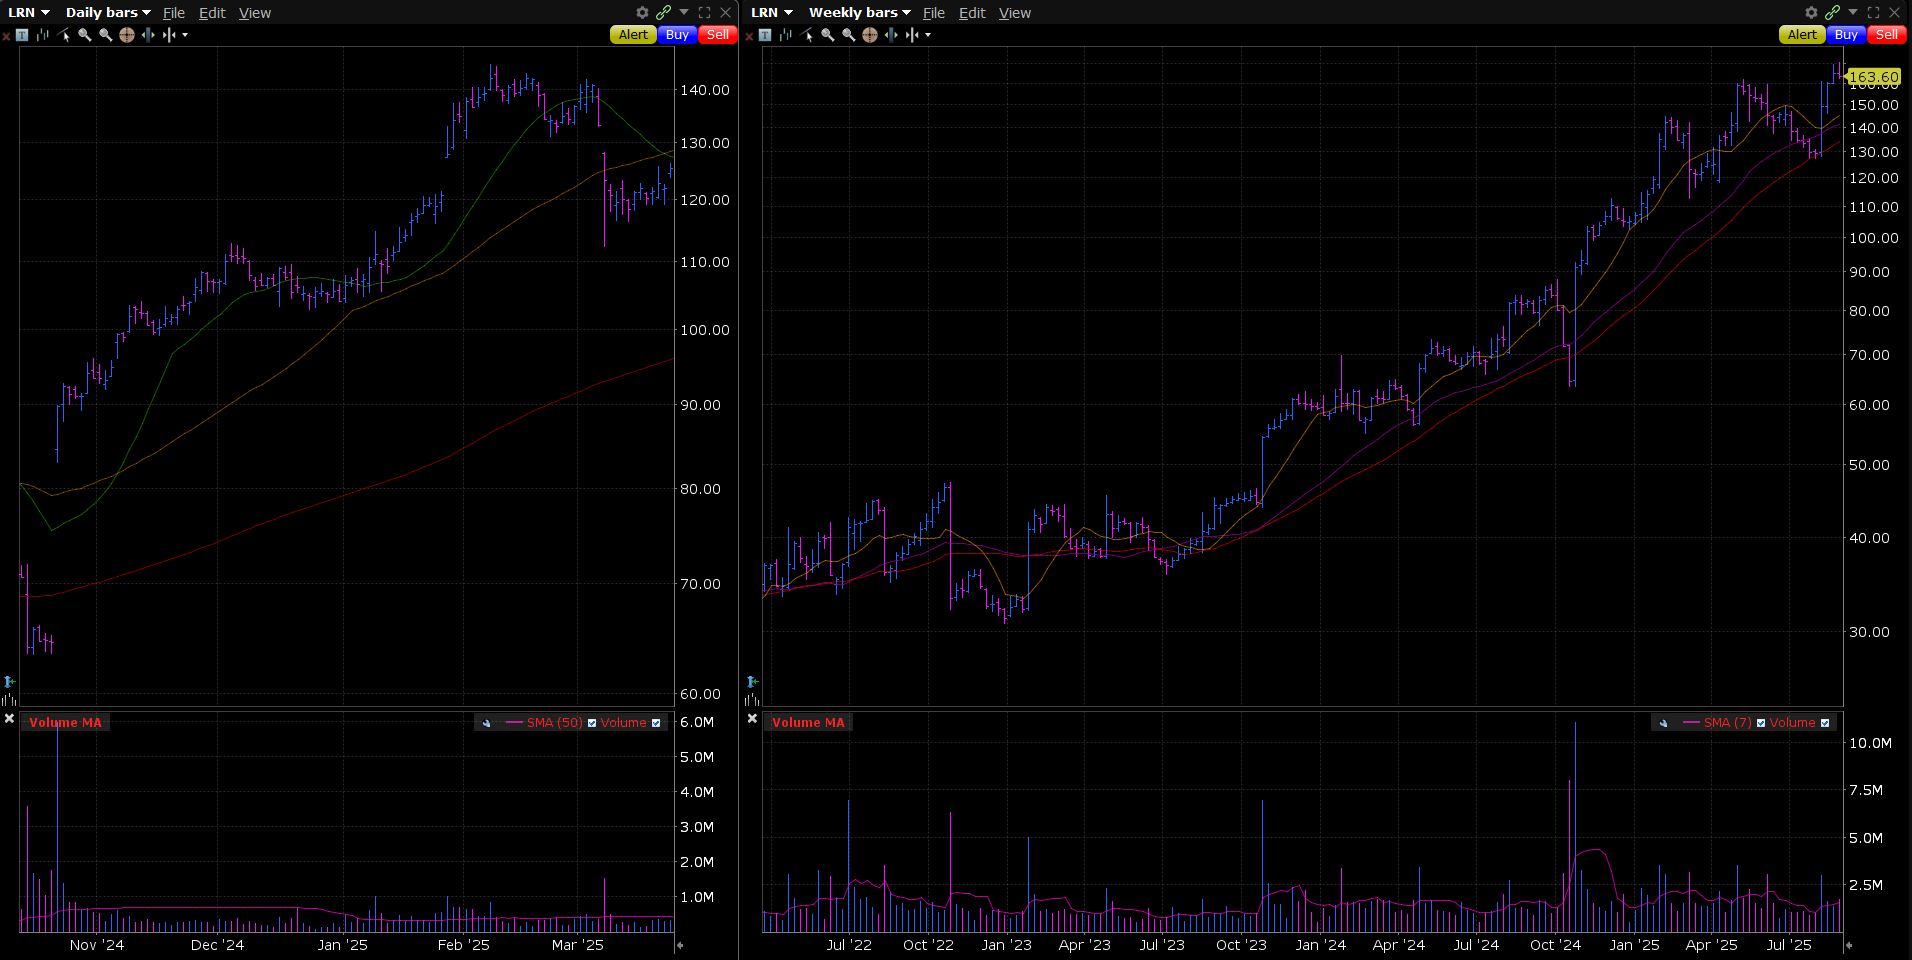 LRN Daily bars File Edit View
Alert Buy Sell
140.00
130.00
120.00
110.00
100.00
90.00
80.00
70.00
60.00
Volume MA
SMA (50) Volume
6.0M
5.0M
4.0M
3.0M
2.0M
1.0M
Nov '24 Dec '24 Jan '25 Feb '25 Mar '25
LRN Weekly bars File Edit View
Alert Buy Sell
163.60
160.00
150.00
140.00
130.00
120.00
110.00
100.00
90.00
80.00
70.00
60.00
50.00
40.00
30.00
Volume MA
SMA (7) Volume
10.0M
7.5M
5.0M
2.5M
Jul '22 Oct '22 Jan '23 Apr '23 Jul '23 Oct '23 Jan '24 Apr '24 Jul '24 Oct '24 Jan '25 Apr '25 Jul '25